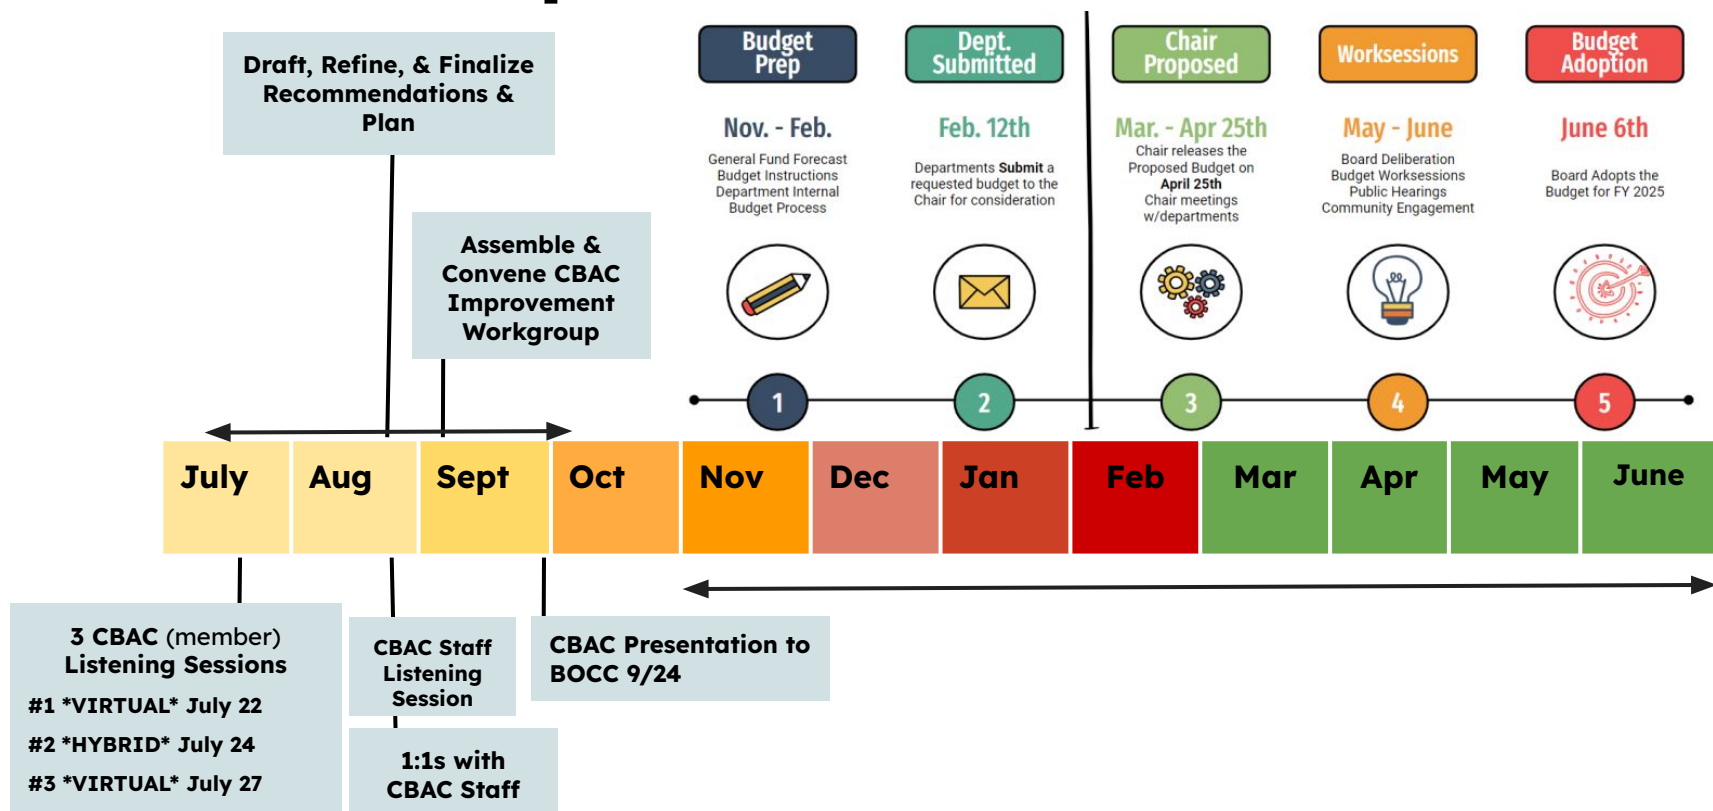 Draft, Refine, & Finalize
Recommendations &
Plan
Assemble &
Convene CBAC
Improvement
Workgroup
Budget
Prep
Nov. - Feb.
General Fund Forecast
Budget Instructions
Department Internal
Budget Process
Dept.
Submitted
Feb. 12th
Departments Submit a
requested budget to the
Chair for consideration
Chair
Proposed
Mar. - Apr 25th
Chair releases the
Proposed Budget on
April 25th
Chair meetings
w/departments
Worksessions
May - June
Board Deliberation
Budget Worksessions
Public Hearings
Community Engagement
Budget
Adoption
June 6th
Board Adopts the
Budget for FY 2025
1
2
3
4
5
July
Aug
Sept
Oct
Nov
Dec
Jan
Feb
Mar
Apr
May
June
3 CBAC (member)
Listening Sessions
#1 *VIRTUAL* July 22
#2 *HYBRID* July 24
#3 *VIRTUAL* July 27
CBAC Staff
Listening
Session
1:1s with
CBAC Staff
CBAC Presentation to
BOCC 9/24